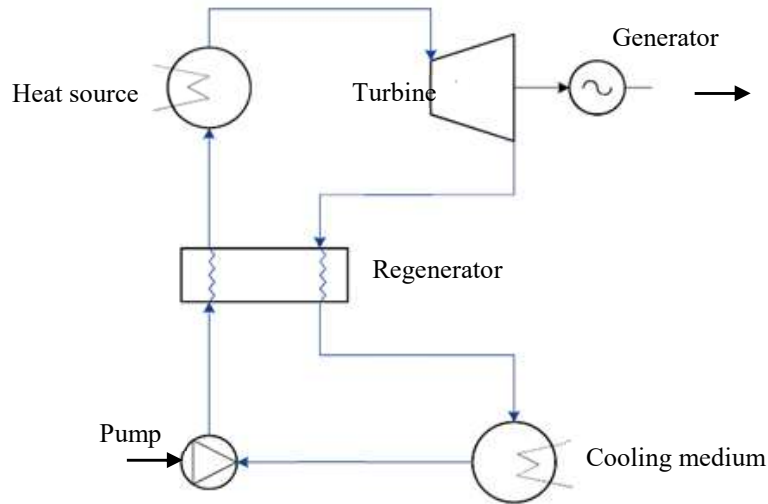 Generator
Heat source
Turbine
Regenerator
Pump
Cooling medium